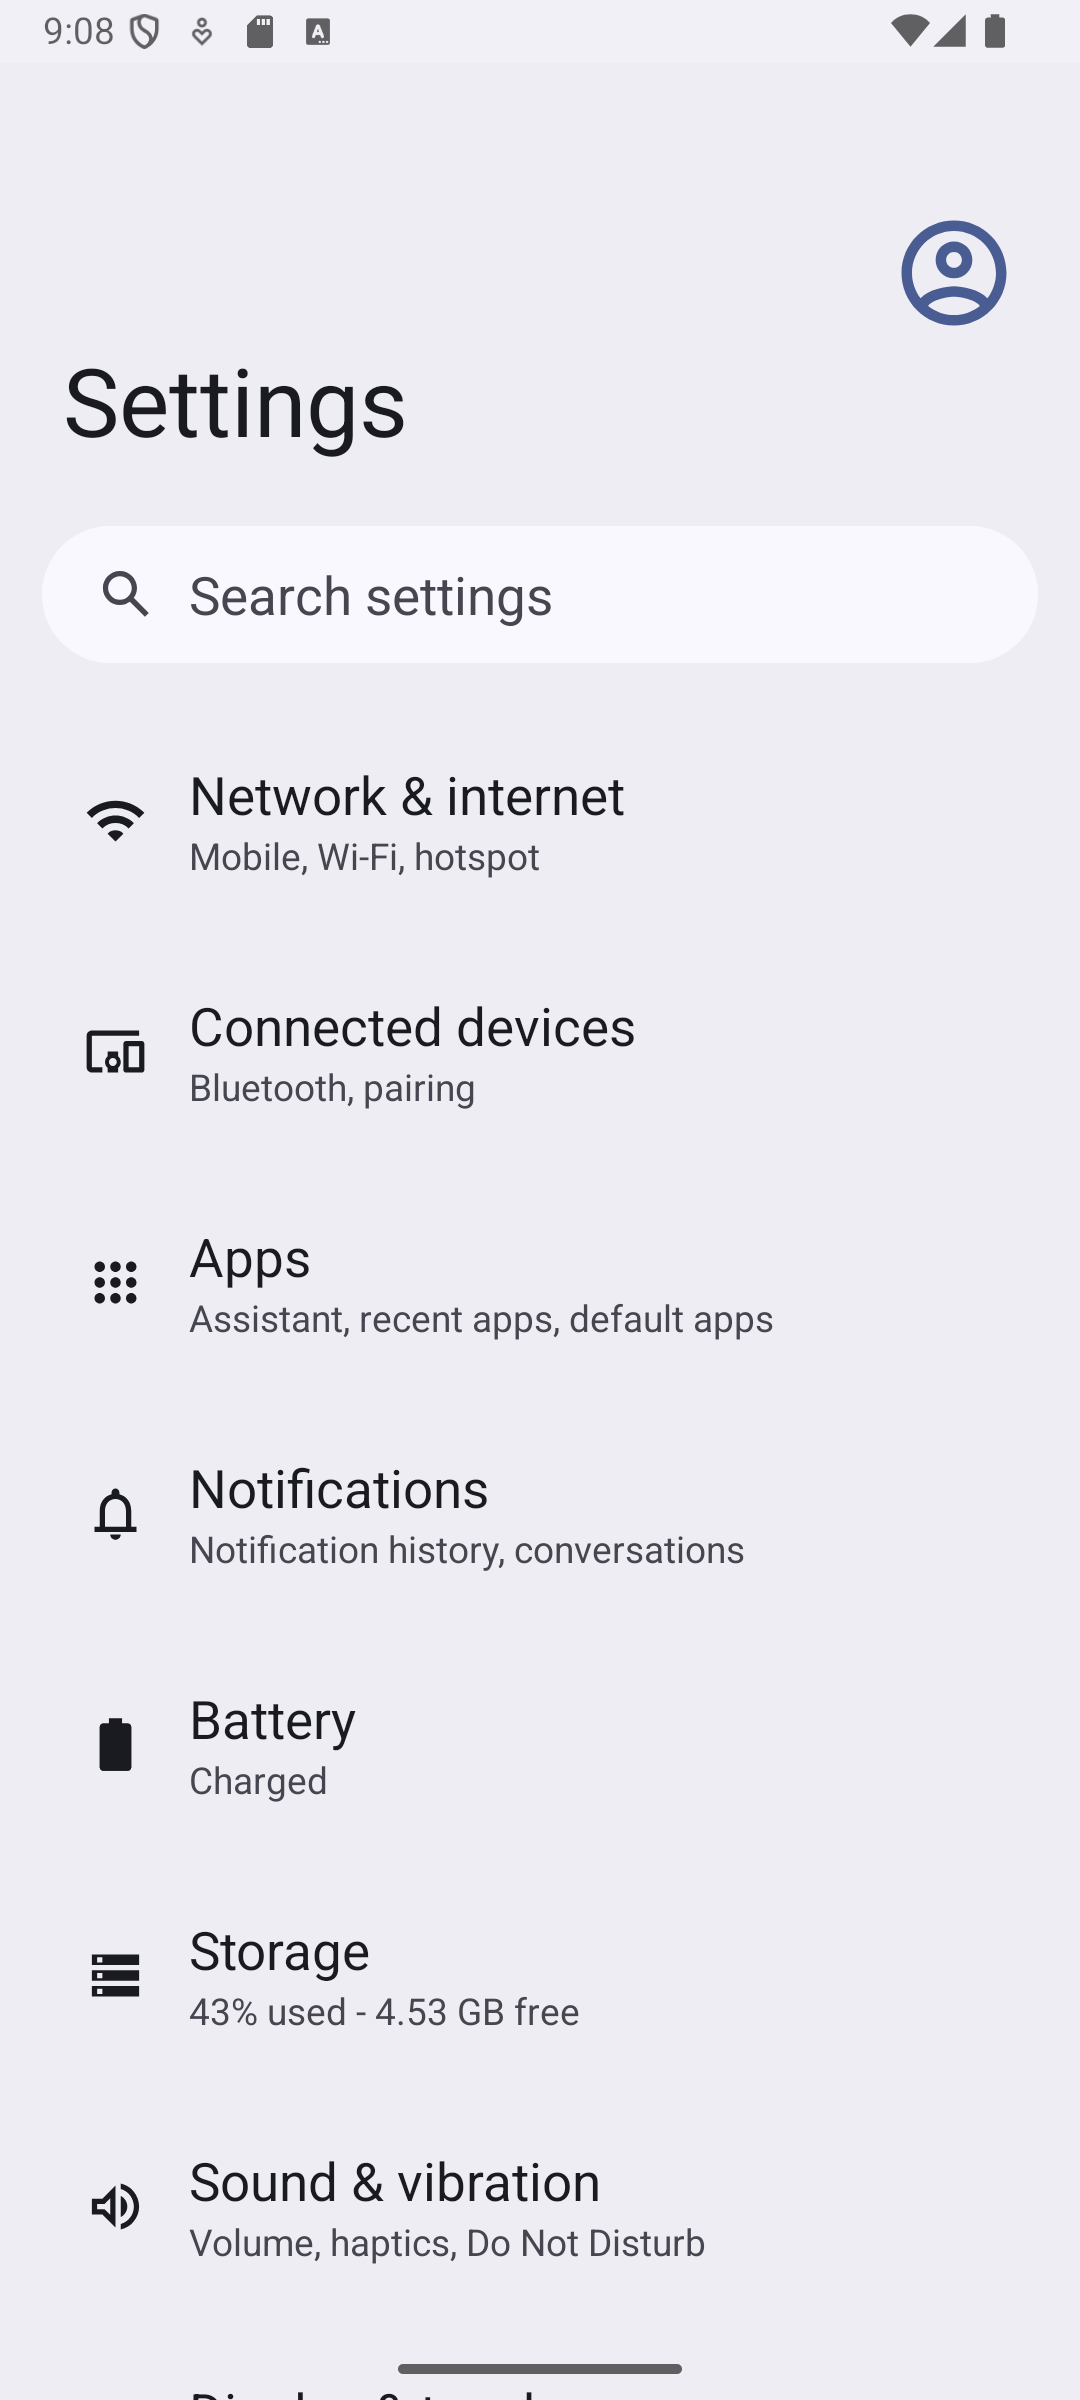 9:08
Settings
Search settings
Network & internet
Mobile, Wi-Fi, hotspot
Connected devices
Bluetooth, pairing
Apps
Assistant, recent apps, default apps
Notifications
Notification history, conversations
Battery
Charged
Storage
43% used - 4.53 GB free
Sound & vibration
Volume, haptics, Do Not Disturb